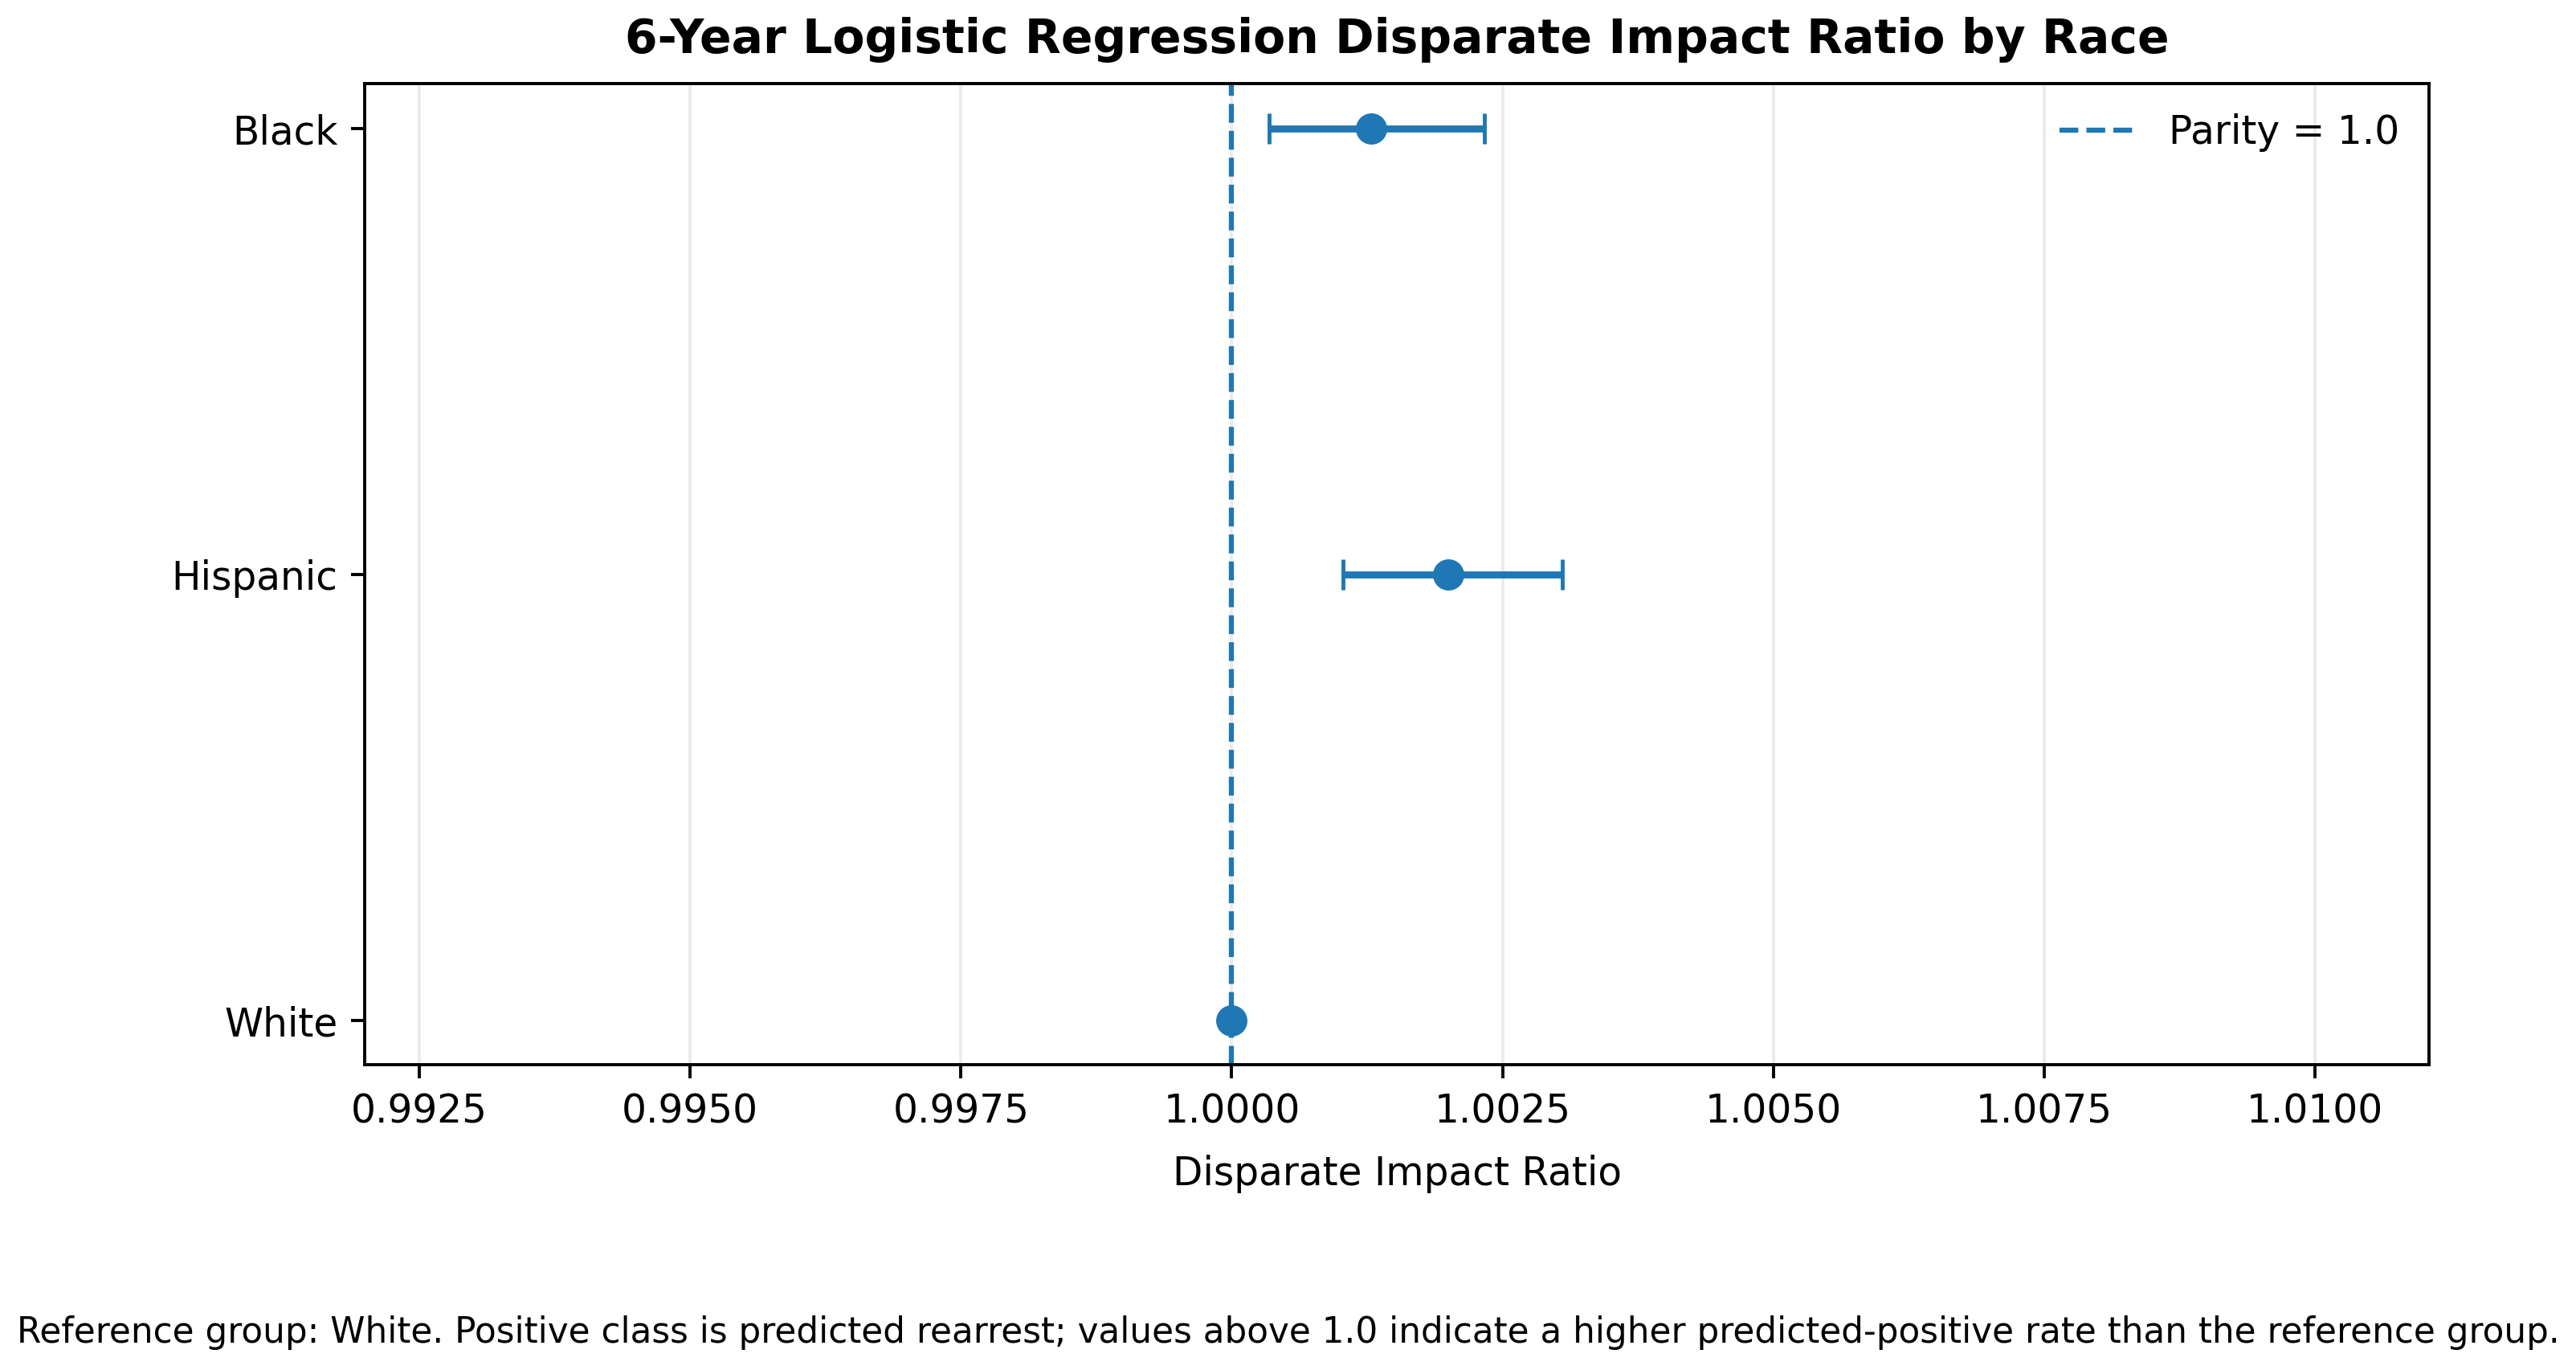 6-Year Logistic Regression Disparate Impact Ratio by Race
Black
Parity = 1.0
Hispanic
White
0.9925 0.9950 0.9975 1.0000 1.0025 1.0050 1.0075 1.0100
Disparate Impact Ratio
Reference group: White. Positive class is predicted rearrest; values above 1.0 indicate a higher predicted-positive rate than the reference group.